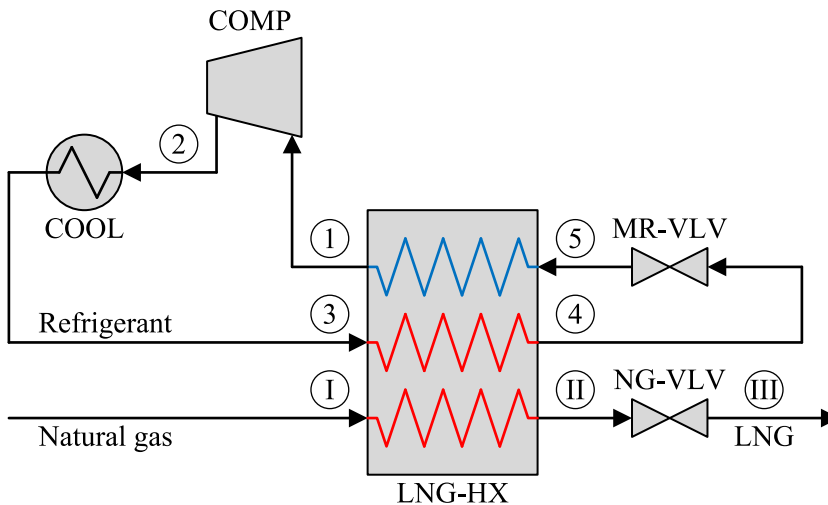 COMP
2
COOL
1
5
MR-VLV
Refrigerant
3
4
I
II
NG-VLV
III
Natural gas
LNG
LNG-HX